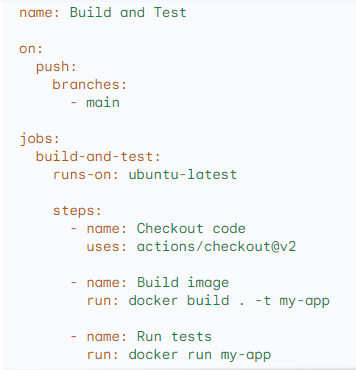 name: Build and Test

on:
  push:
    branches:
      - main

jobs:
  build-and-test:
    runs-on: ubuntu-latest

    steps:
      - name: Checkout code
        uses: actions/checkout@v2

      - name: Build image
        run: docker build . -t my-app

      - name: Run tests
        run: docker run my-app